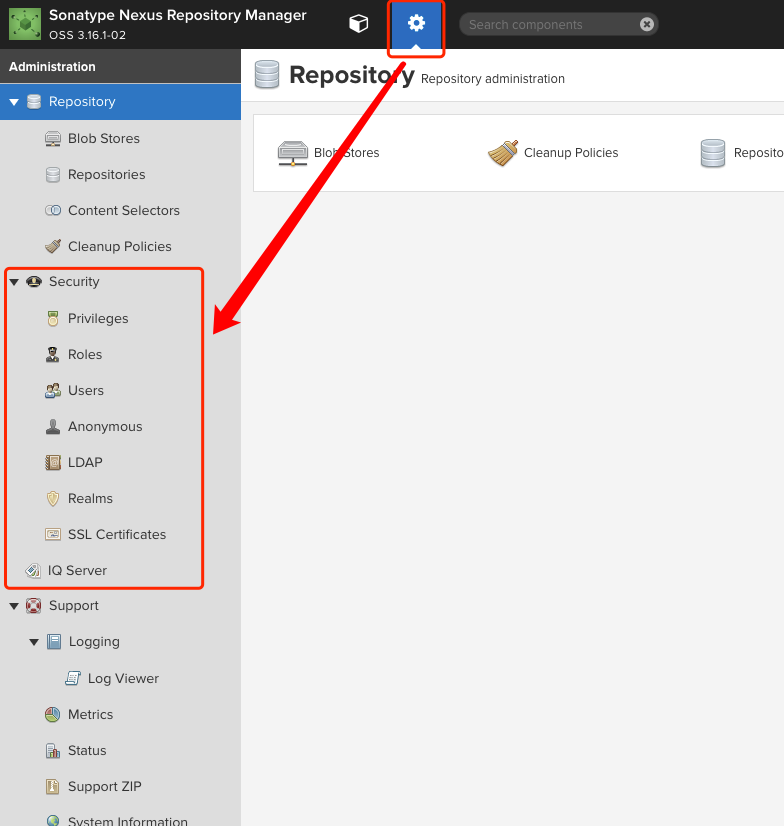 Sonatype Nexus Repository Manager
OSS 3.16.1-02
Search components
Administration
Repository
Blob Stores
Repositories
Content Selectors
Cleanup Policies
Security
Privileges
Roles
Users
Anonymous
LDAP
Realms
SSL Certificates
IQ Server
Support
Logging
Log Viewer
Metrics
Status
Support ZIP
System Information
Repository Repository administration
Blob Stores Cleanup Policies Reposito